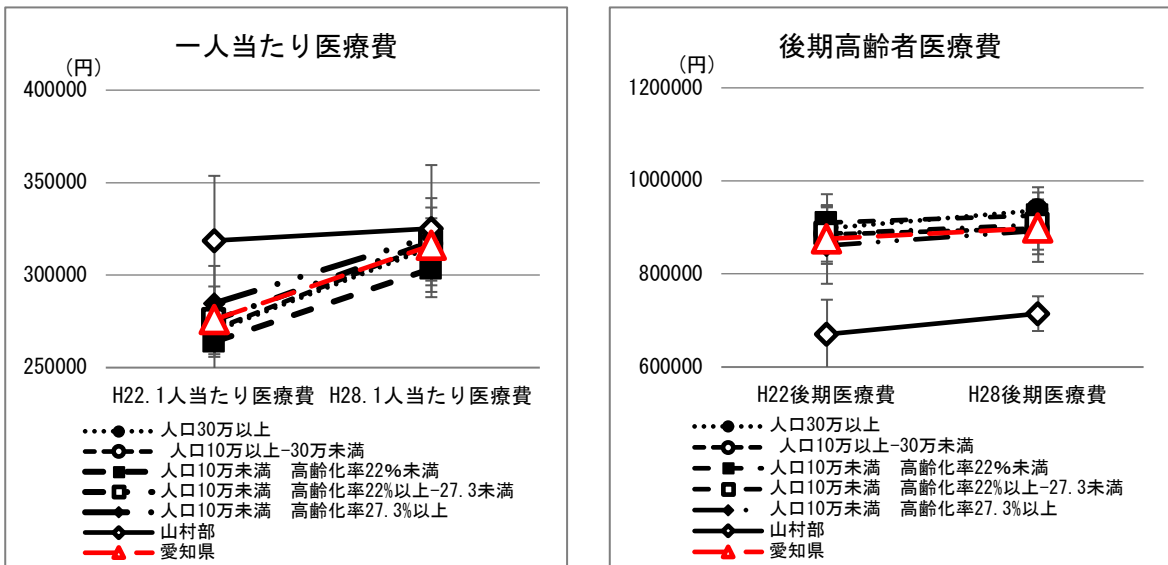 一人当たり医療費
(円)
400000
350000
300000
250000
H22.1人当たり医療費 H28.1人当たり医療費
人口30万以上
人口10万以上-30万未満
人口10万未満　高齢化率22%未満
人口10万未満　高齢化率22%以上-27.3未満
人口10万未満　高齢化率27.3%以上
山村部
愛知県
後期高齢者医療費
(円)
1200000
1000000
800000
600000
H22後期医療費 H28後期医療費
人口30万以上
人口10万以上-30万未満
人口10万未満　高齢化率22%未満
人口10万未満　高齢化率22%以上-27.3未満
人口10万未満　高齢化率27.3%以上
山村部
愛知県